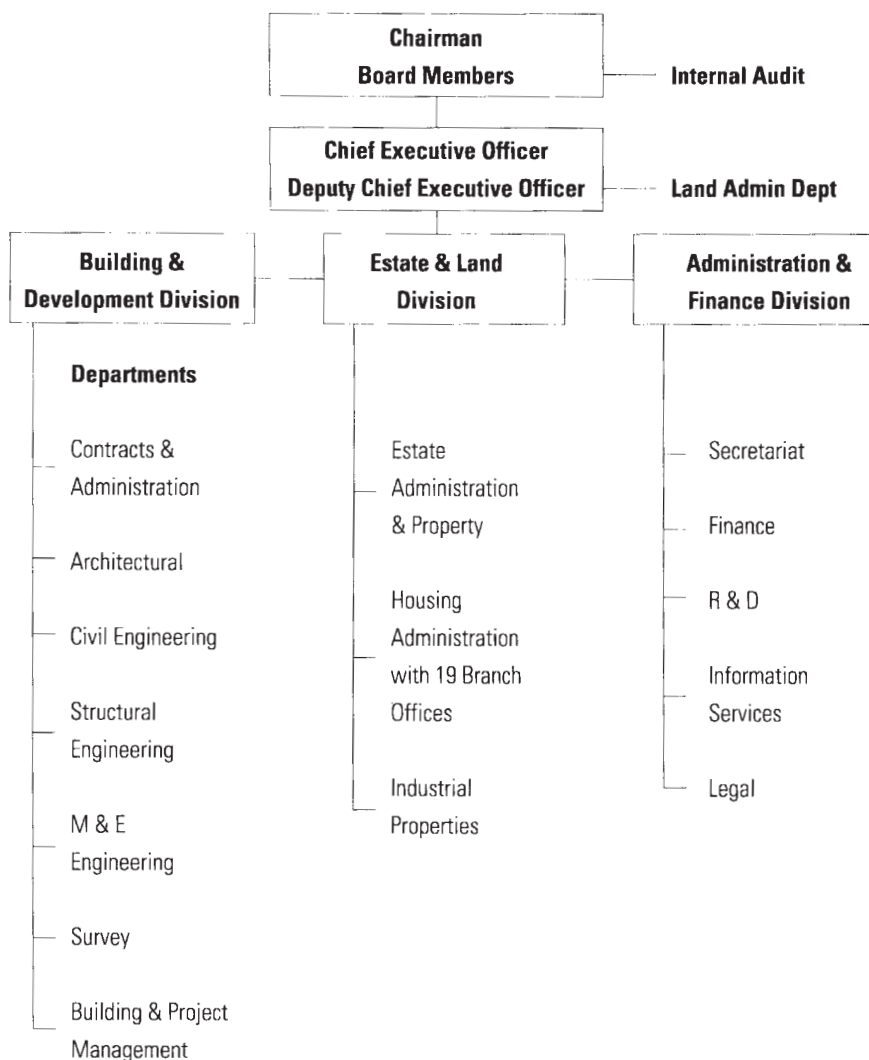 Chairman
Board Members
Internal Audit
Chief Executive Officer
Deputy Chief Executive Officer
Land Admin Dept
Building &
Development Division
Estate & Land
Division
Administration &
Finance Division
Departments
Contracts &
Administration
Architectural
Civil Engineering
Structural
Engineering
M & E
Engineering
Survey
Building & Project
Management
Estate
Administration
& Property
Housing
Administration
with 19 Branch
Offices
Industrial
Properties
Secretariat
Finance
R & D
Information
Services
Legal